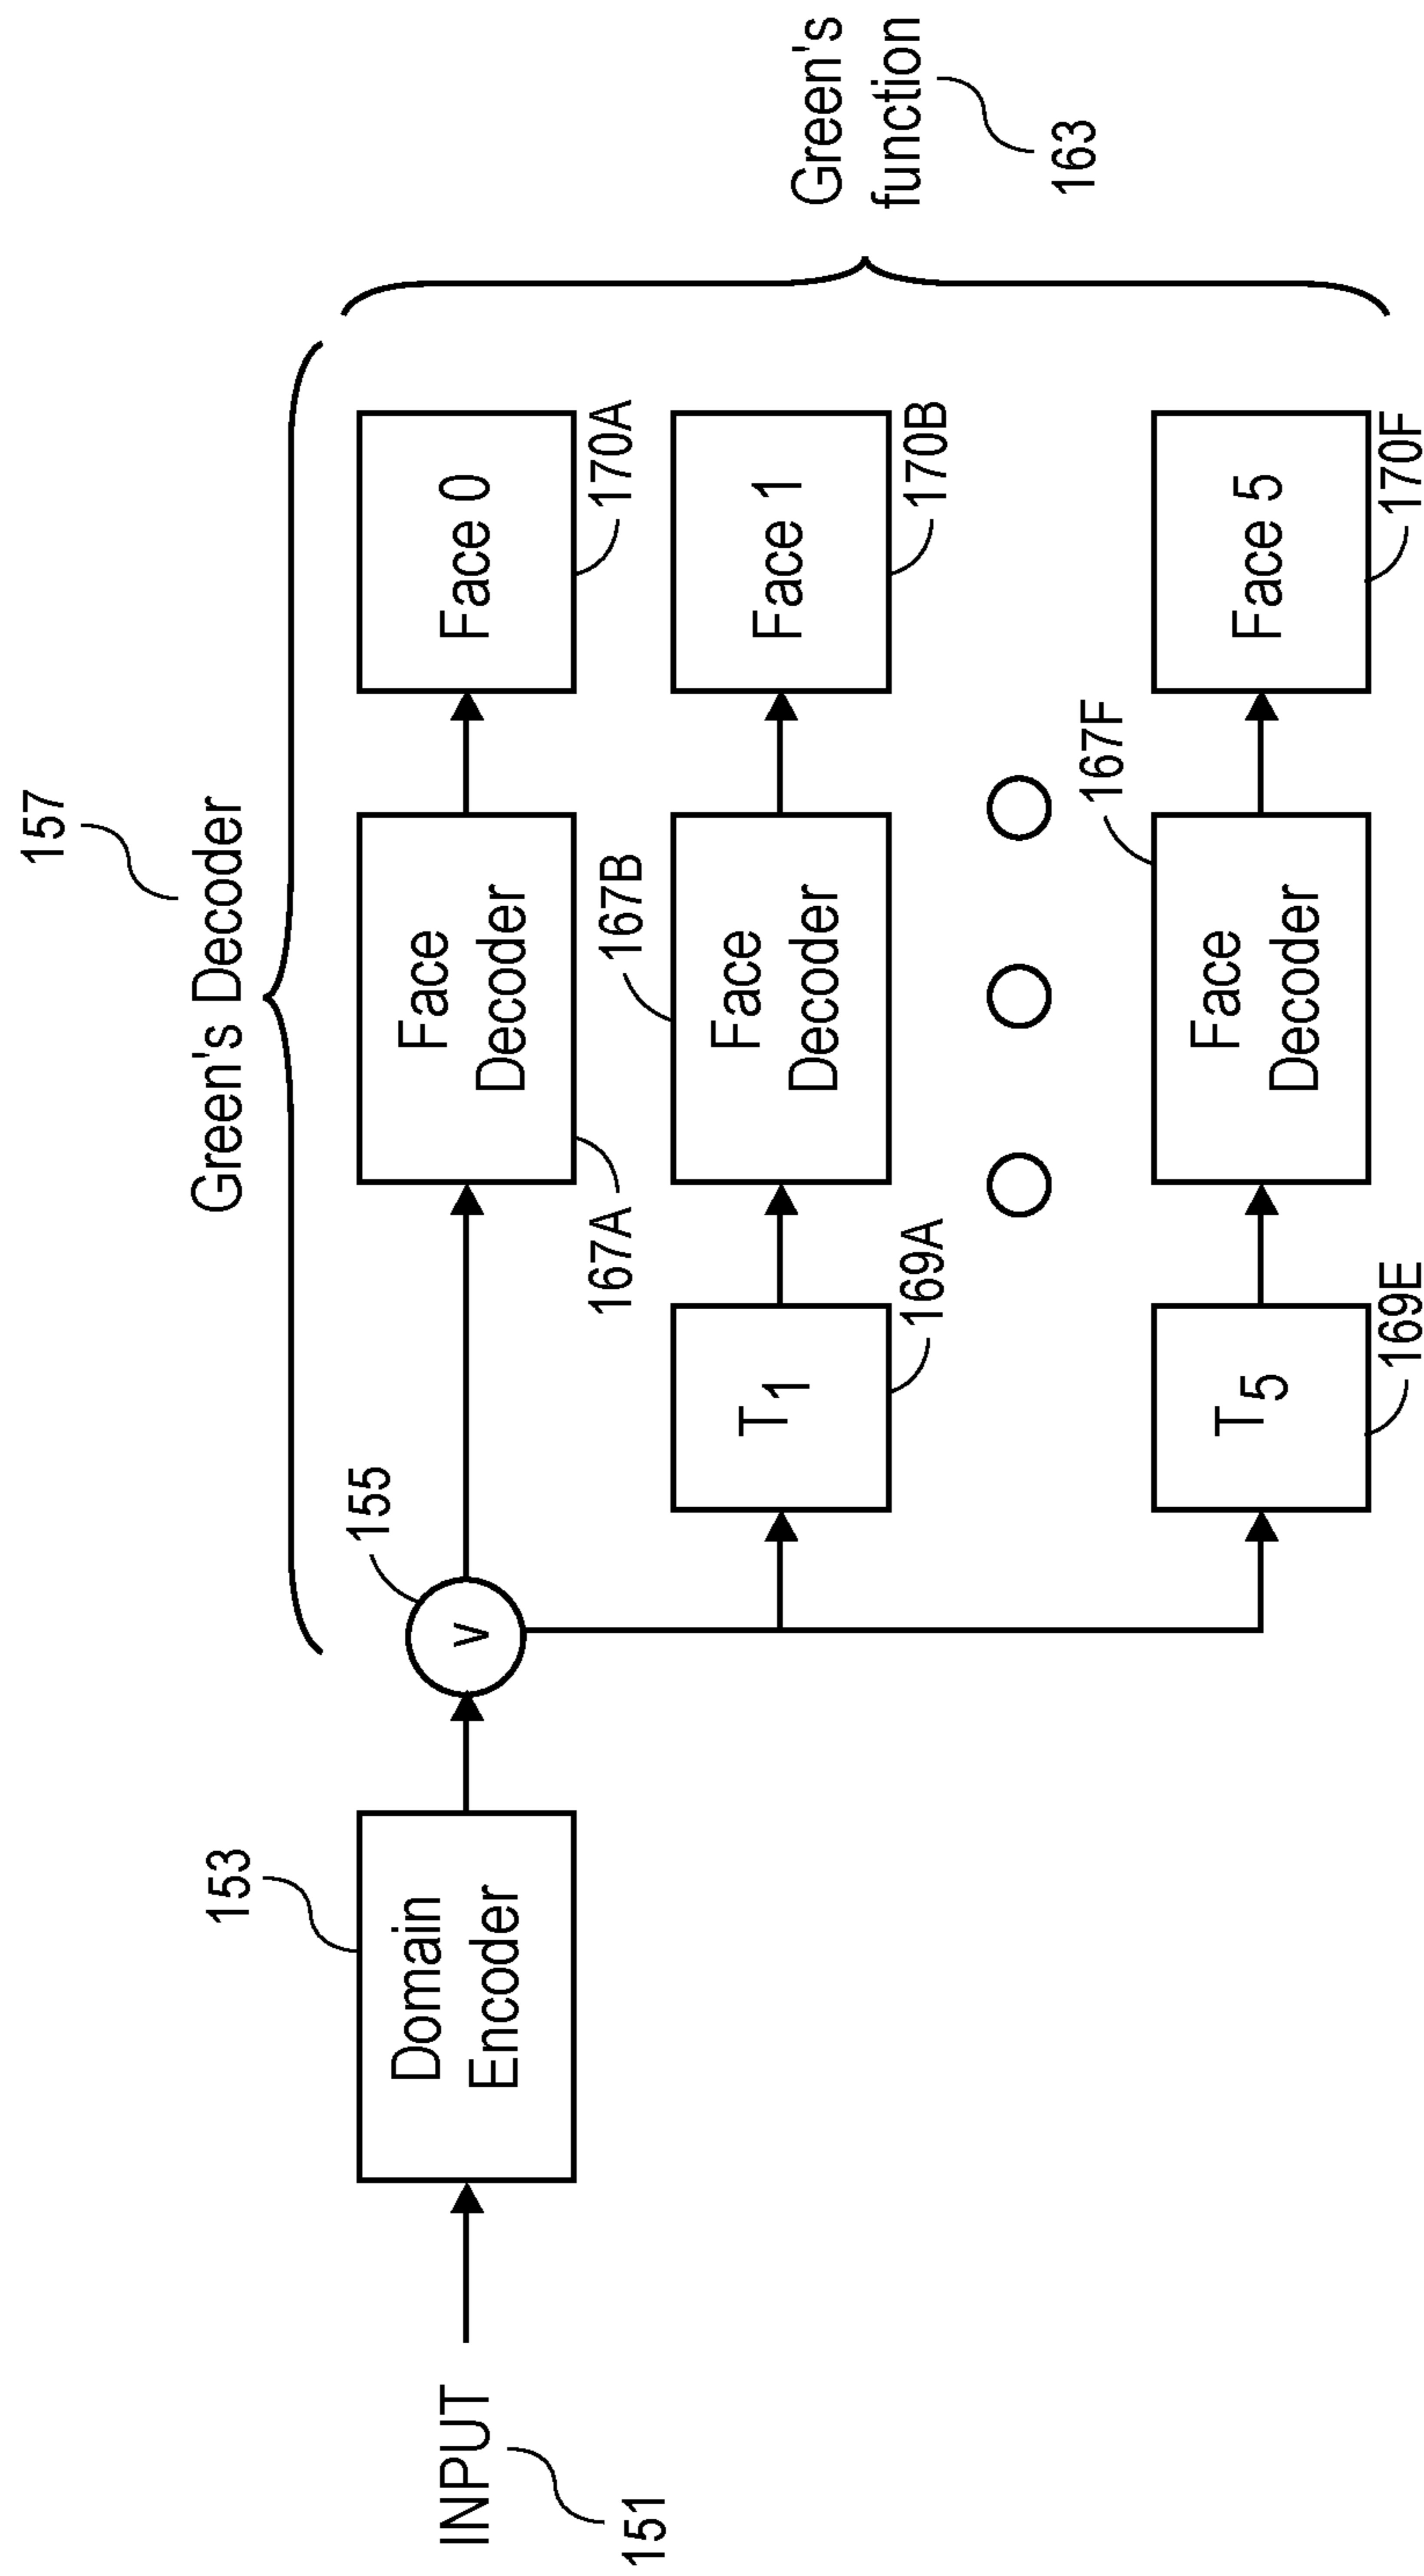 157
Green's Decoder
153
155
INPUT
151
Domain
Encoder
v
Face
Decoder
167A
Face 0
170A
Green's
function
163
T1
169A
167B
Face
Decoder
Face 1
170B
T5
169E
167F
Face
Decoder
Face 5
170F